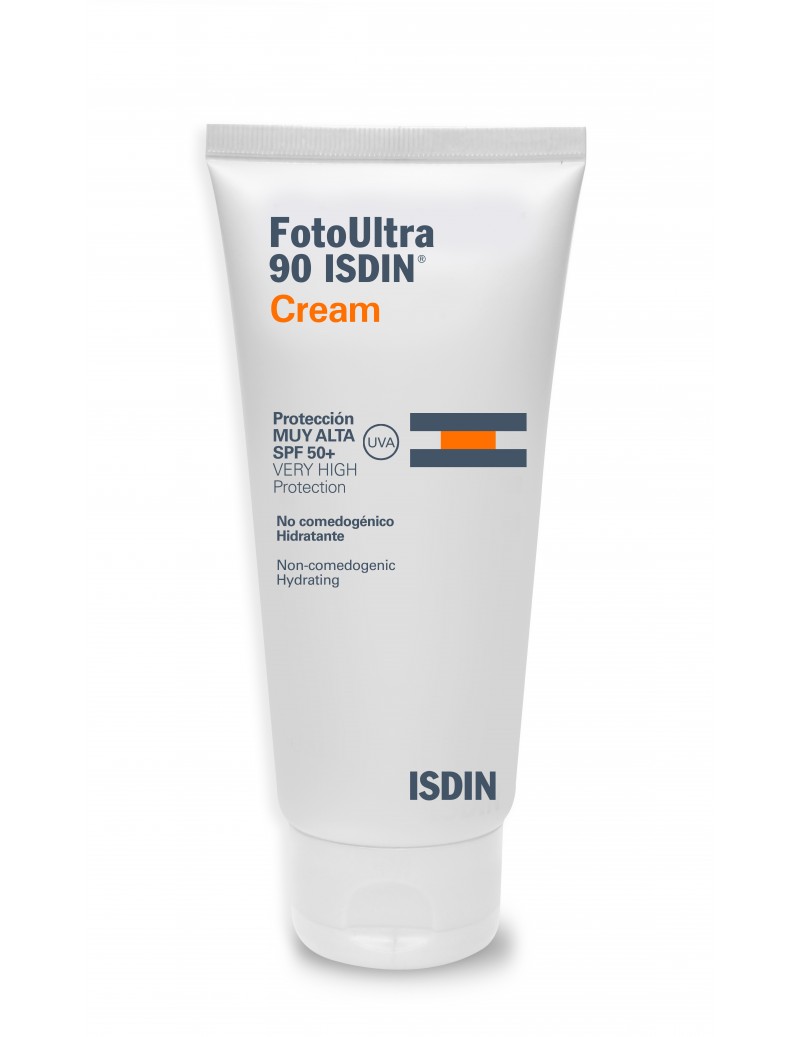 FotoUltra
90 ISDIN®
Cream
Protección
MUY ALTA
SPF 50+
VERY HIGH
Protection
UVA
No comedogénico
Hidratante
Non-comedogenic
Hydrating
ISDIN